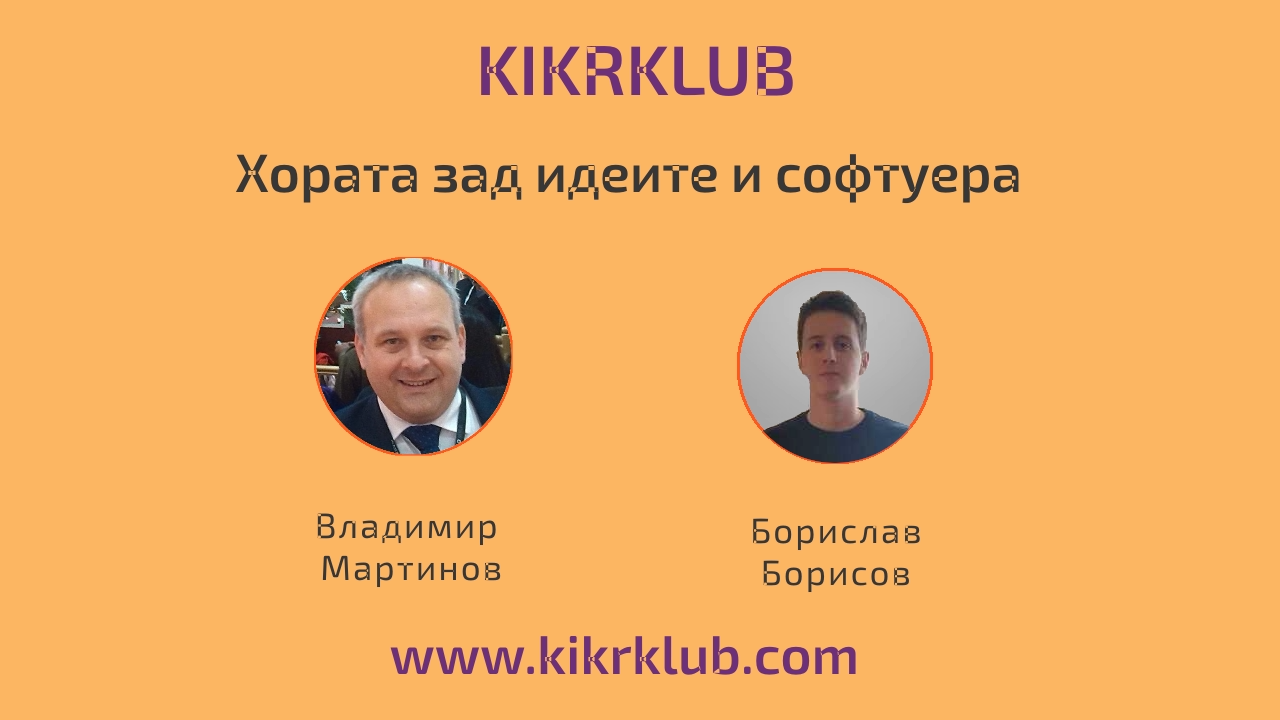 KIKRKLUB
Хората зад идеите и софтуера
Владимир
Мартинов
Борислав
Борисов
www.kikrklub.com